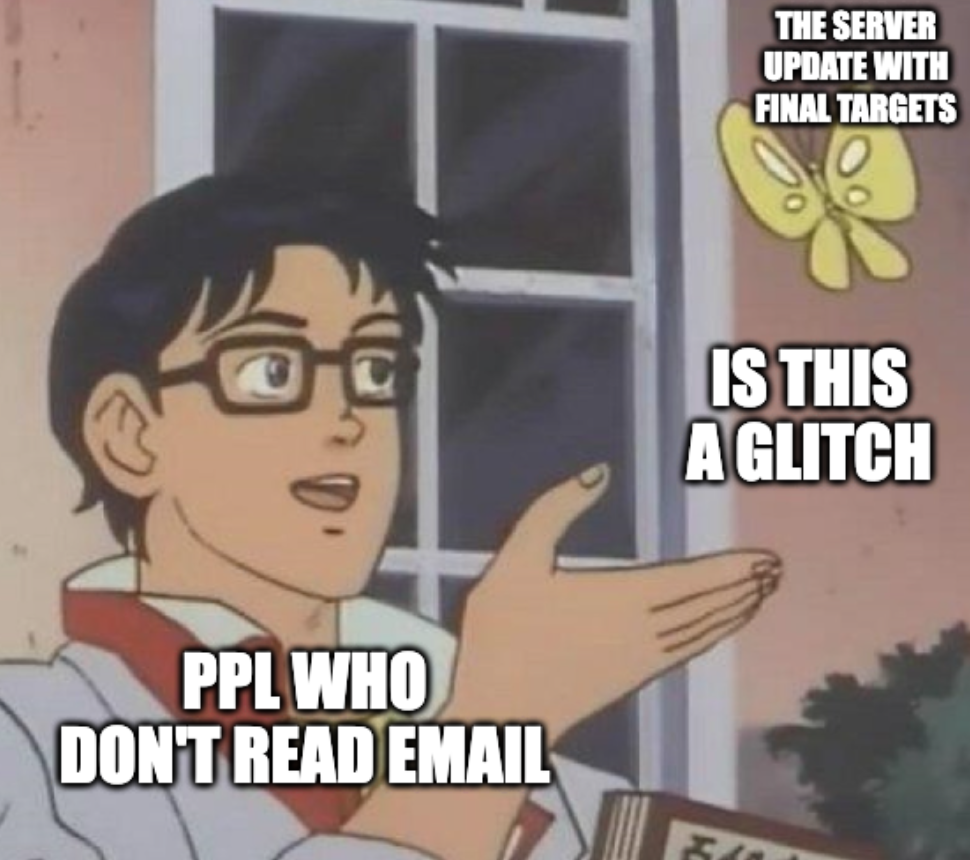 THE SERVER
UPDATE WITH
FINAL TARGETS
IS THIS
A GLITCH
PPL WHO
DON'T READ EMAIL